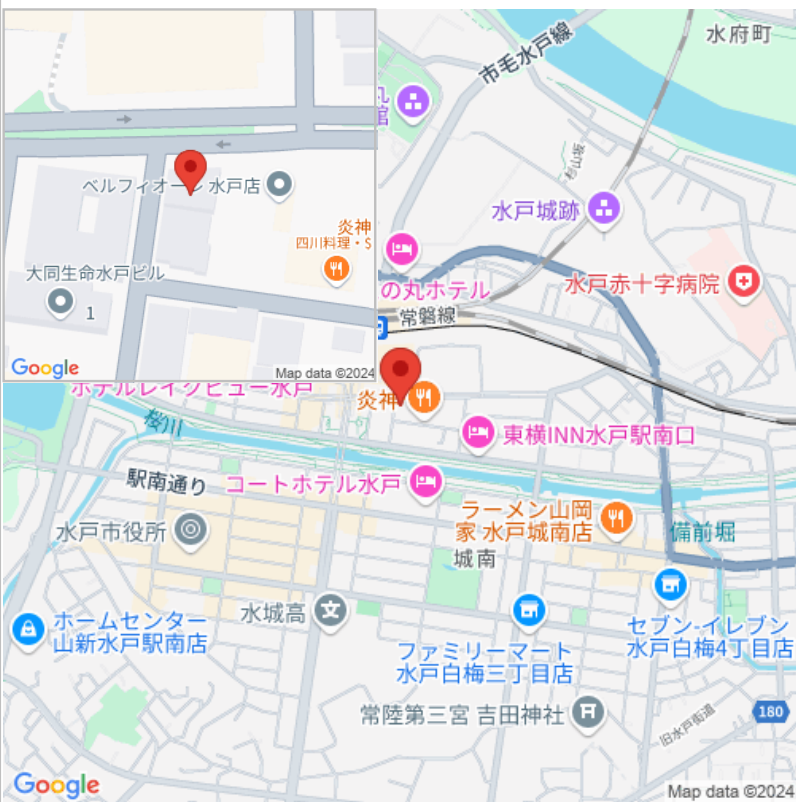 ベルフィオーレ 水戸店
炎神
四川料理・S
大同生命水戸ビル
1
Google
Map data ©2024
水府町
市毛水戸線
館
杉山坂
水戸城跡
の丸ホテル
水戸赤十字病院
常磐線
ホテルレイクビュー水戸
炎神
桜川
東横INN水戸駅南口
駅南通り
コートホテル水戸
ラーメン山岡
家 水戸城南店
水戸市役所
備前堀
城南
水城高
ホームセンター
山新水戸駅南店
ファミリーマート
水戸白梅三丁目店
セブン-イレブン
水戸白梅4丁目店
常陸第三宮 吉田神社
180
旧水戸街道
Google
Map data ©2024